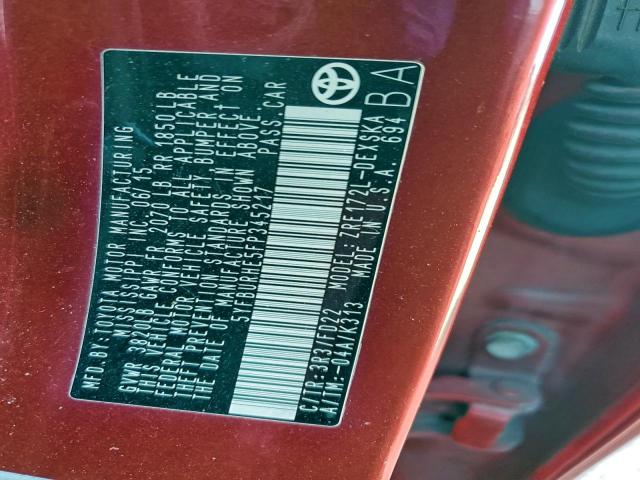 MFD.BY:TOYOTA MOTOR MANUFACTURING
MISSISSIPPI INC. 06/15
GVWR 3820LB GAWR FR 2070 LB RR 1850LB
THIS VEHICLE CONFORMS TO ALL APPLICABLE
FEDERAL MOTOR VEHICLE SAFETY, BUMPER AND
THEFT PREVENTION STANDARDS IN EFFECT ON
THE DATE OF MANUFACTURE SHOWN ABOVE.
5YFBURHE5FP345217 PASS.CAR
C/TR:3R3/FD22 MODEL:ZRE172L-DEXSKA
A/TM:-04A/K313 MADE IN U.S.A. 694
BA